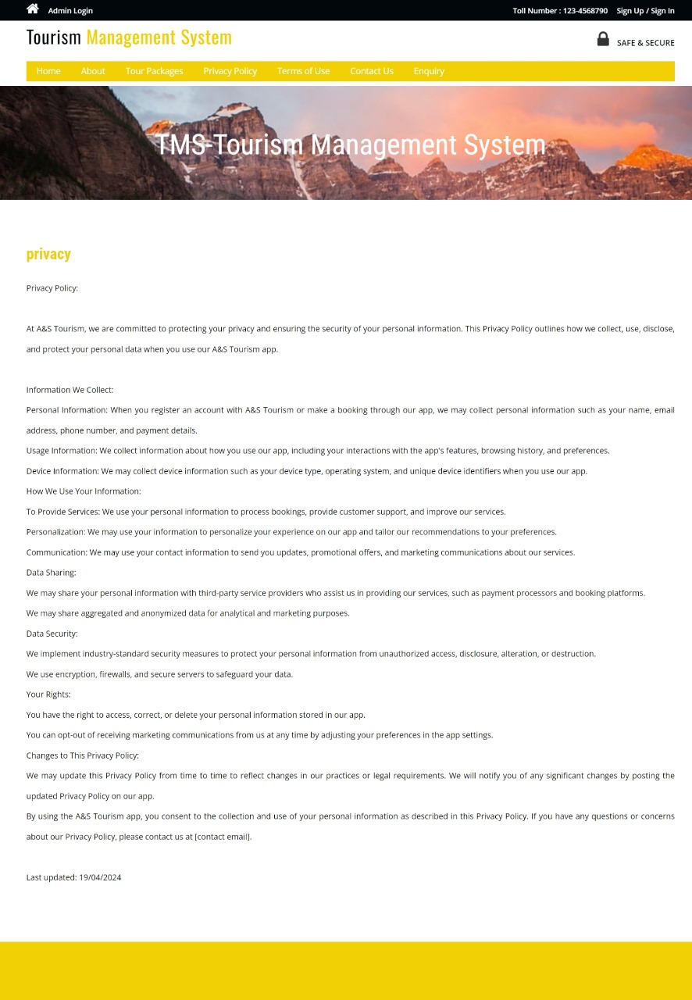 Admin Login
Toll Number : 123-4568790 Sign Up / Sign In
Tourism Management System
SAFE & SECURE
Home About Tour Packages Privacy Policy Terms of Use Contact Us Enquiry
TMS-Tourism Management System
privacy
Privacy Policy:
At A&S Tourism, we are committed to protecting your privacy and ensuring the security of your personal information. This Privacy Policy outlines how we collect, use, disclose,
and protect your personal data when you use our A&S Tourism app.
Information We Collect:
Personal Information: When you register an account with A&S Tourism or make a booking through our app, we may collect personal information such as your name, email
address, phone number, and payment details.
Usage Information: We collect information about how you use our app, including your interactions with the app's features, browsing history, and preferences.
Device Information: We may collect device information such as your device type, operating system, and unique device identifiers when you use our app.
How We Use Your Information:
To Provide Services: We use your personal information to process bookings, provide customer support, and improve our services.
Personalization: We may use your information to personalize your experience on our app and tailor our recommendations to your preferences.
Communication: We may use your contact information to send you updates, promotional offers, and marketing communications about our services.
Data Sharing:
We may share your personal information with third-party service providers who assist us in providing our services, such as payment processors and booking platforms.
We may share aggregated and anonymized data for analytical and marketing purposes.
Data Security:
We implement industry-standard security measures to protect your personal information from unauthorized access, disclosure, alteration, or destruction.
We use encryption, firewalls, and secure servers to safeguard your data.
Your Rights:
You have the right to access, correct, or delete your personal information stored in our app.
You can opt-out of receiving marketing communications from us at any time by adjusting your preferences in the app settings.
Changes to This Privacy Policy:
We may update this Privacy Policy from time to time to reflect changes in our practices or legal requirements. We will notify you of any significant changes by posting the
updated Privacy Policy on our app.
By using the A&S Tourism app, you consent to the collection and use of your personal information as described in this Privacy Policy. If you have any questions or concerns
about our Privacy Policy, please contact us at [contact email].
Last updated: 19/04/2024